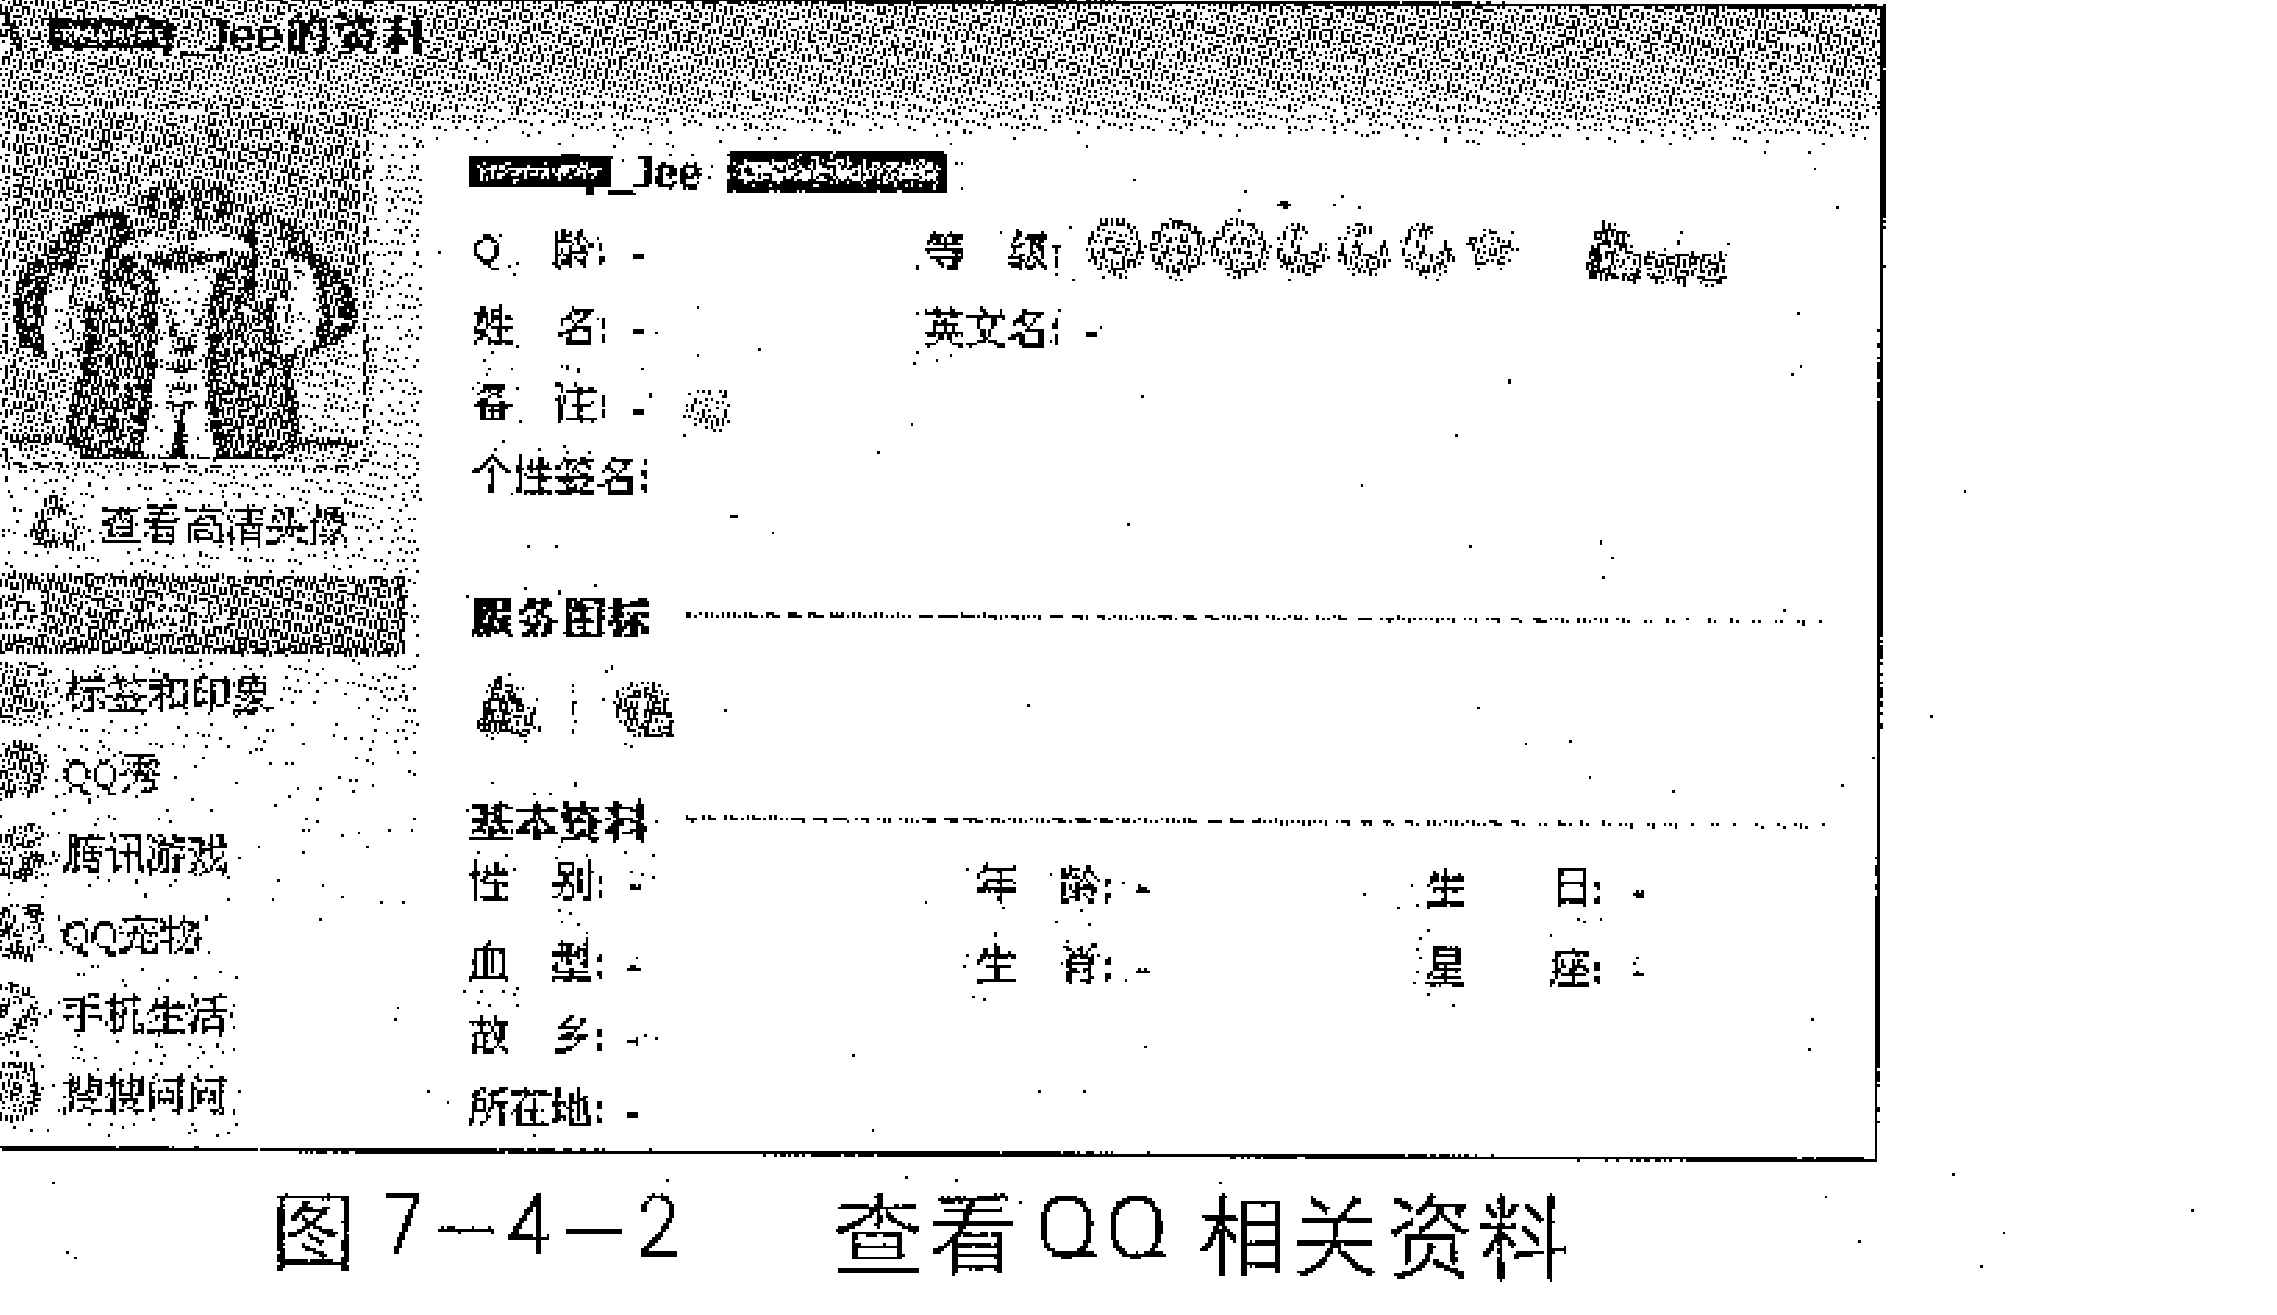 _Jee的资料
_Jee
Q 龄: -
等 级:
姓 名: -
英文名: -
备 注: -
个性签名:
查看高清头像
服务图标
标签和印象
QQ秀
腾讯游戏
QQ宠物
手机生活
搜搜问问
基本资料
性 别: -
年 龄: -
生 日: -
血 型: -
生 肖: -
星 座: -
故 乡: -
所在地: -
图 7-4-2 查看QQ相关资料